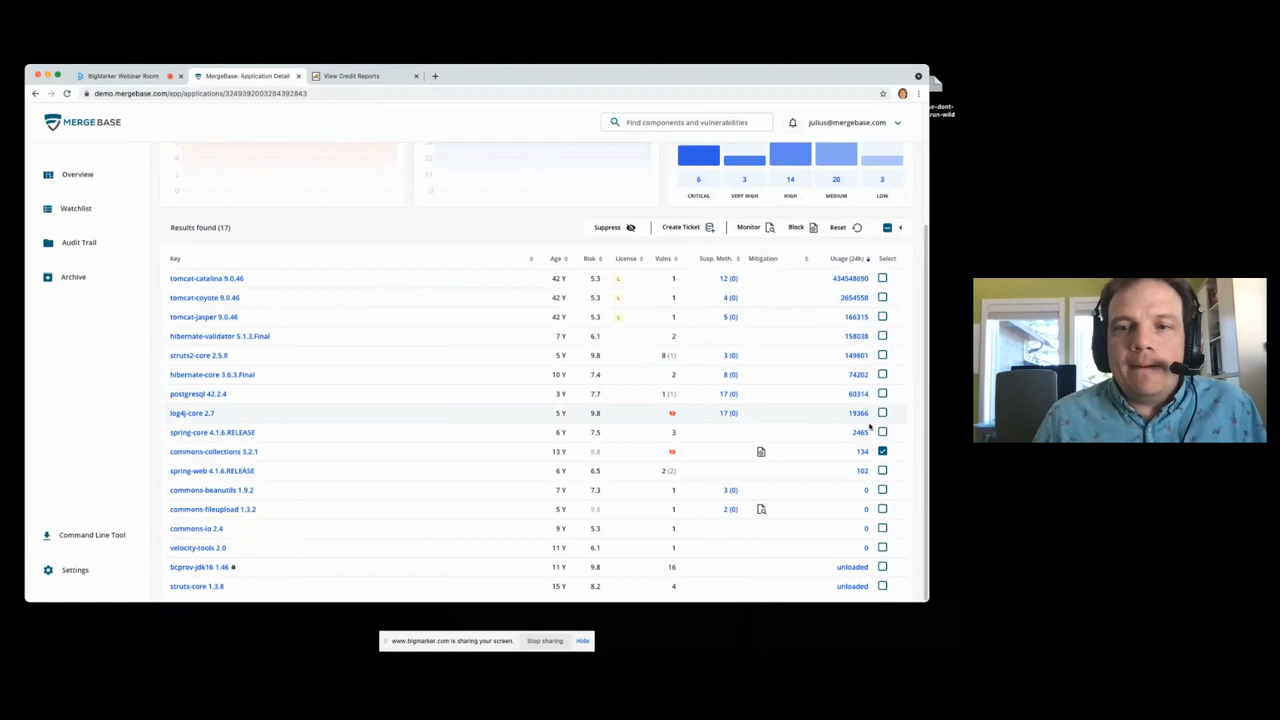 BigMarker Webinar Room
MergeBase: Application Detail
View Credit Reports
demo.mergebase.com/app/applications/3249392003284392843
MERGEBASE
Find components and vulnerabilities
julius@mergebase.com
run-wild
Overview
Watchlist
Audit Trail
Archive
Command Line Tool
Settings
4
2
0
22
11
0
6 3 14 20 3
CRITICAL VERY HIGH HIGH MEDIUM LOW
Results found (17)
Suppress Create Ticket Monitor Block Reset
Key Age Risk License Vulns Susp. Meth. Mitigation Usage (24h) Select
tomcat-catalina 9.0.46 42 Y 5.3 L 1 12 (0) 434548690
tomcat-coyote 9.0.46 42 Y 5.3 L 1 4 (0) 2654558
tomcat-jasper 9.0.46 42 Y 5.3 L 1 5 (0) 166315
hibernate-validator 5.1.3.Final 7 Y 6.1 2 158038
struts2-core 2.5.8 5 Y 9.8 8 (1) 3 (0) 149801
hibernate-core 3.6.3.Final 10 Y 7.4 2 8 (0) 74202
postgresql 42.2.4 3 Y 7.7 1 (1) 17 (0) 60314
log4j-core 2.7 5 Y 9.8 17 (0) 19366
spring-core 4.1.6.RELEASE 6 Y 7.5 3 2465
commons-collections 3.2.1 13 Y 9.8 134
spring-web 4.1.6.RELEASE 6 Y 6.5 2 (2) 102
commons-beanutils 1.9.2 7 Y 7.3 1 3 (0) 0
commons-fileupload 1.3.2 5 Y 9.8 1 2 (0) 0
commons-io 2.4 9 Y 5.3 1 0
velocity-tools 2.0 11 Y 6.1 1 0
bcprov-jdk16 1.46 11 Y 9.8 16 unloaded
struts-core 1.3.8 15 Y 8.2 4 unloaded
www.bigmarker.com is sharing your screen. Stop sharing Hide